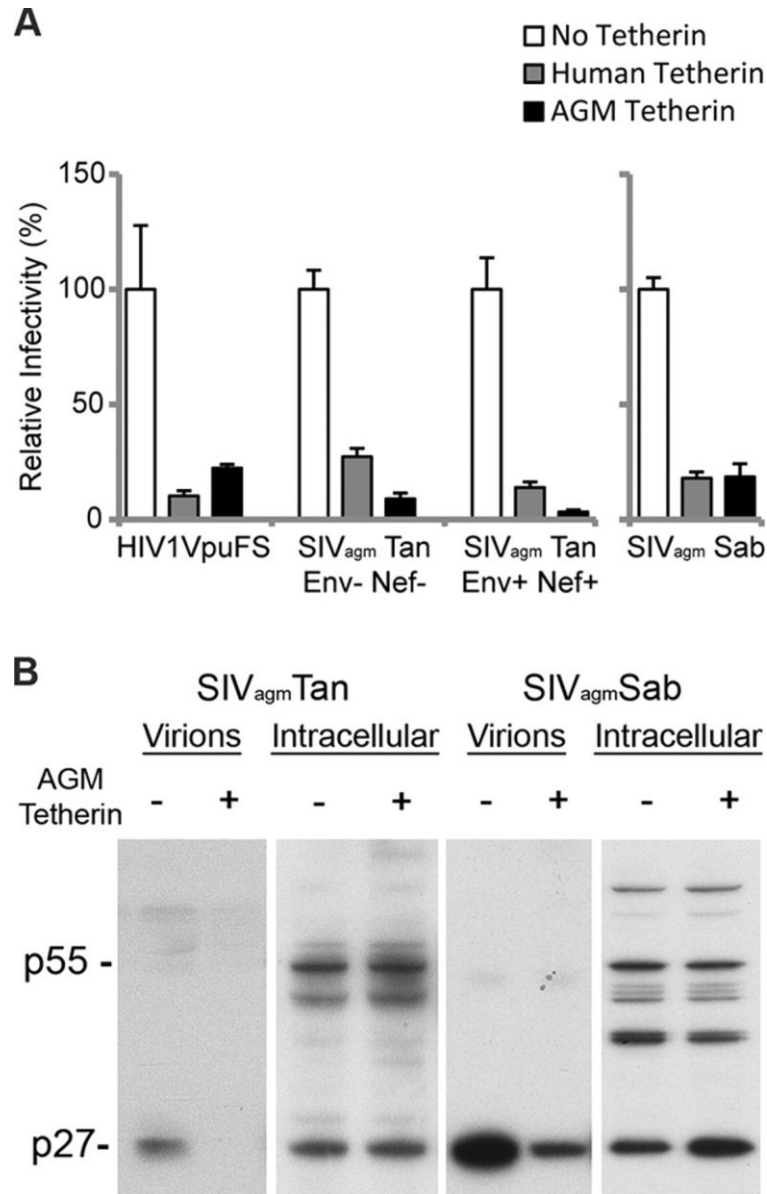 A
No Tetherin
Human Tetherin
AGM Tetherin
Relative Infectivity (%)
150
100
50
0
HIV1VpuFS
SIVagm Tan
Env- Nef-
SIVagm Tan
Env+ Nef+
SIVagm Sab
B
SIVagmTan
SIVagmSab
Virions
Intracellular
Virions
Intracellular
AGM
Tetherin
- + - + - + - +
p55 -
p27-